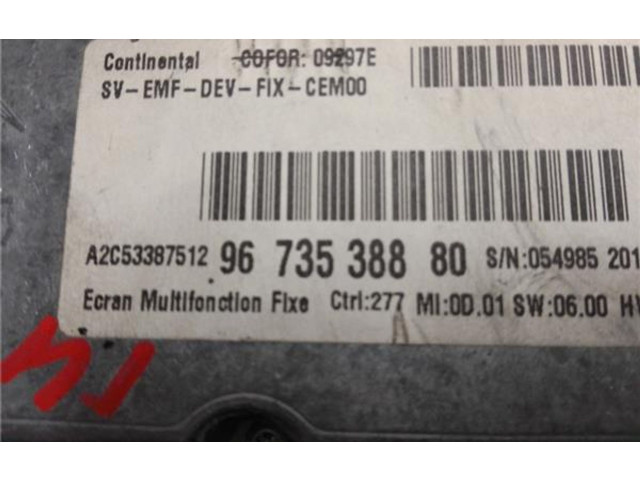 Continental COFOR: 09297E
SV-EMF-DEV-FIX-CEM00
A2C53387512 96 735 388 80 S/N:054985 201
Ecran Multifonction Fixe Ctrl:277 MI:0D.01 SW:06.00 H